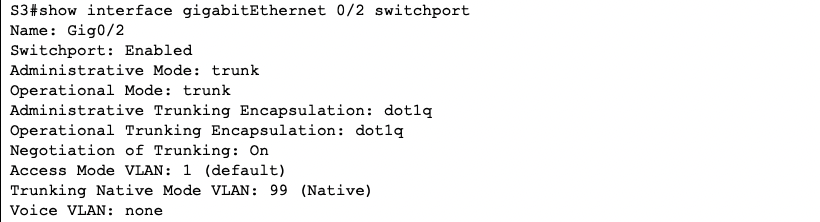 S3#show interface gigabitEthernet 0/2 switchport
Name: Gig0/2
Switchport: Enabled
Administrative Mode: trunk
Operational Mode: trunk
Administrative Trunking Encapsulation: dot1q
Operational Trunking Encapsulation: dot1q
Negotiation of Trunking: On
Access Mode VLAN: 1 (default)
Trunking Native Mode VLAN: 99 (Native)
Voice VLAN: none